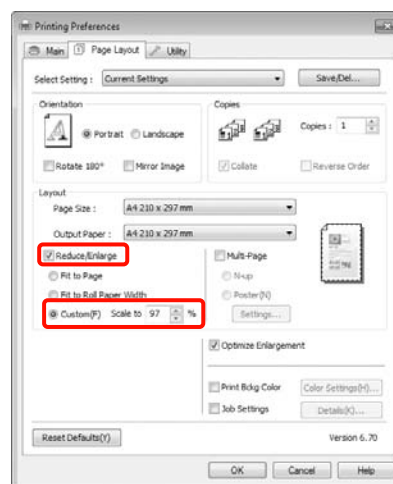 Printing Preferences
Main Page Layout Utility
Select Setting : Current Settings Save/Del...
Orientation Copies
Portrait Landscape Copies : 1
Rotate 180° Mirror Image Collate Reverse Order
Layout
Page Size : A4 210 x 297 mm
Output Paper : A4 210 x 297 mm
Reduce/Enlarge Multi-Page
Fit to Page N-up
Fit to Roll Paper Width Poster(N)
Custom(F) Scale to 97 % Settings...
Optimize Enlargement
Print Bckg Color Color Settings(H)...
Job Settings Details(K)...
Reset Defaults(Y) Version 6.70
OK Cancel Help